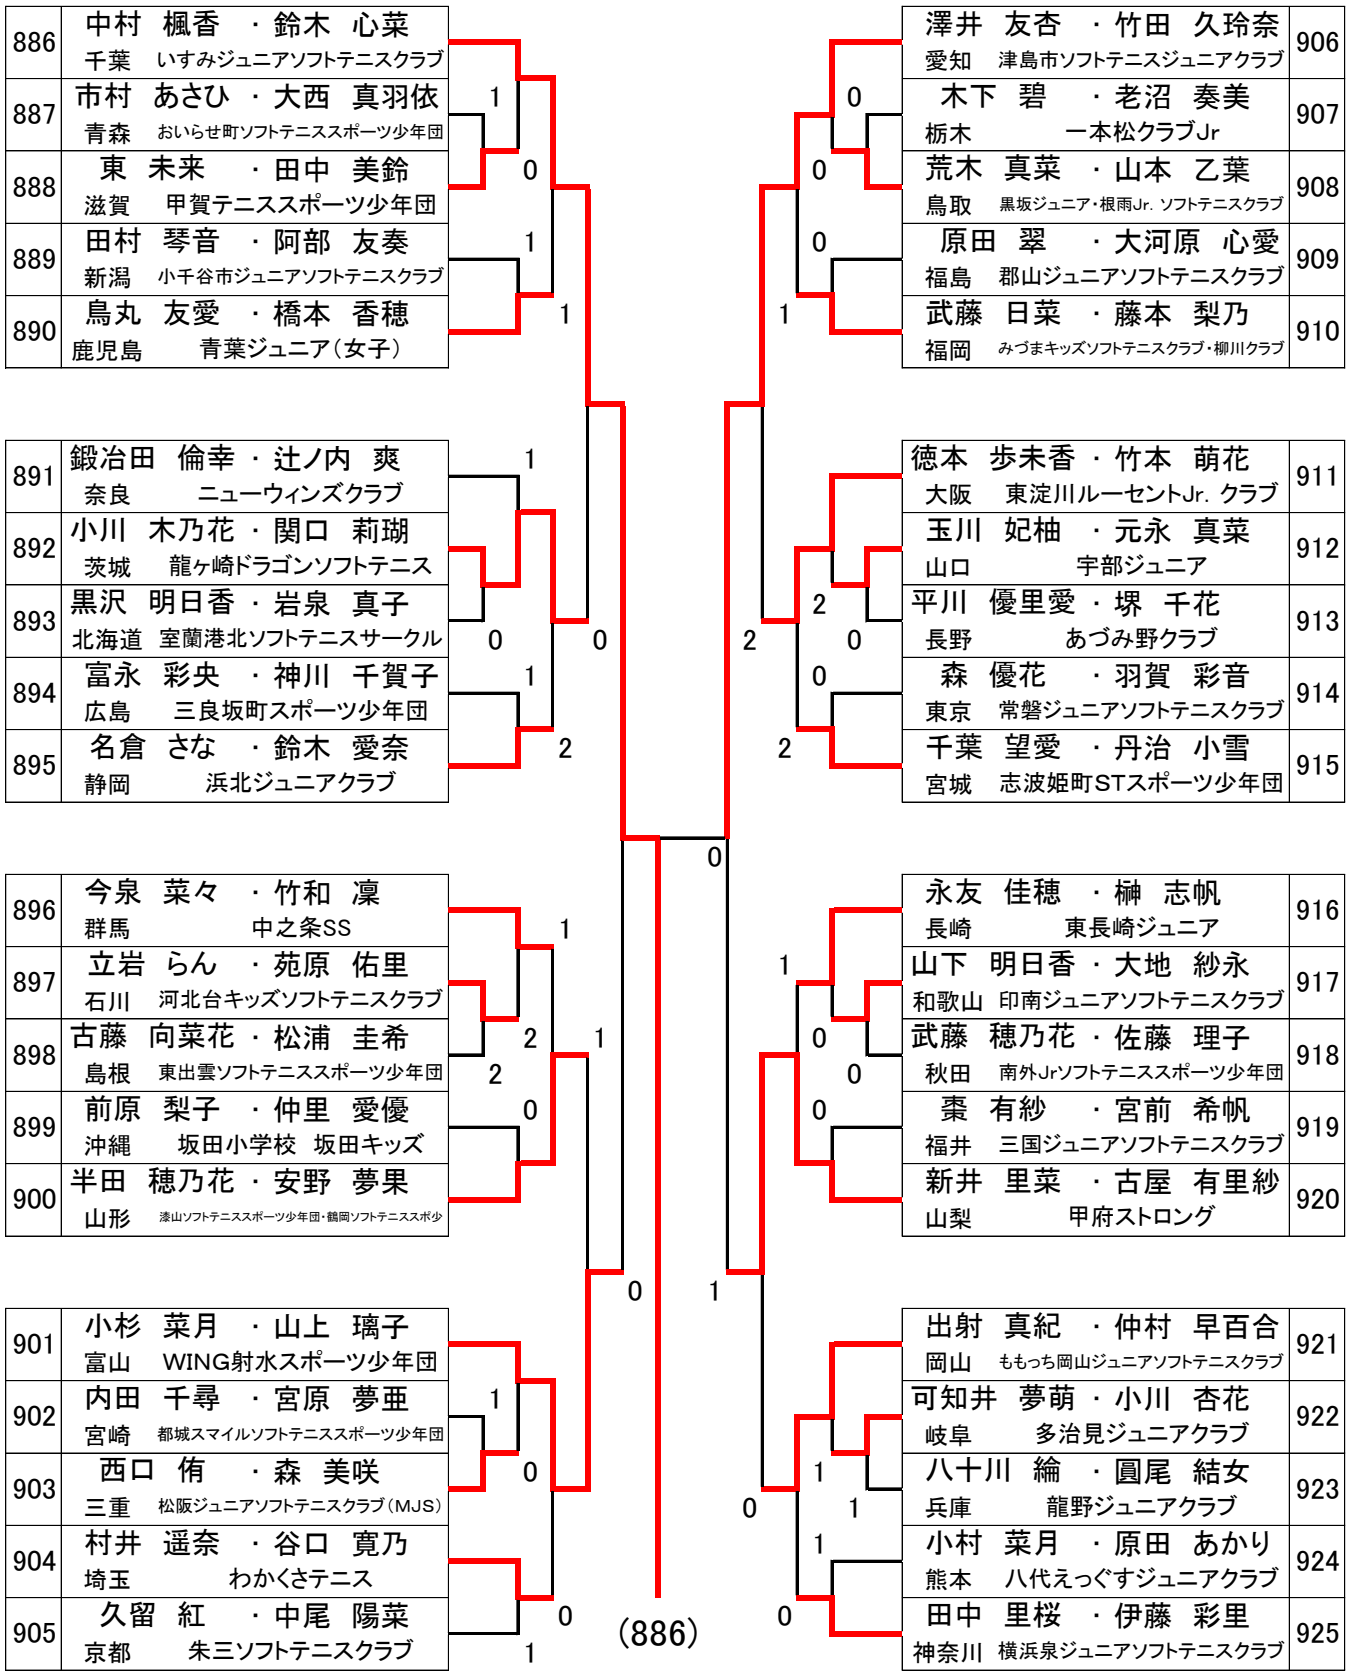 886 中村 楓香 ・ 鈴木 心菜
千葉 いすみジュニアソフトテニスクラブ
887 市村 あさひ ・ 大西 真羽依
青森 おいらせ町ソフトテニススポーツ少年団
888 東 未来 ・ 田中 美鈴
滋賀 甲賀テニススポーツ少年団
889 田村 琴音 ・ 阿部 友奏
新潟 小千谷市ジュニアソフトテニスクラブ
890 鳥丸 友愛 ・ 橋本 香穂
鹿児島 青葉ジュニア(女子)
1
0
1
1
891 鍛冶田 倫幸 ・ 辻ノ内 爽
奈良 ニューウィンズクラブ
892 小川 木乃花 ・ 関口 莉瑚
茨城 龍ヶ崎ドラゴンソフトテニス
893 黒沢 明日香 ・ 岩泉 真子
北海道 室蘭港北ソフトテニスサークル
894 富永 彩央 ・ 神川 千賀子
広島 三良坂町スポーツ少年団
895 名倉 さな ・ 鈴木 愛奈
静岡 浜北ジュニアクラブ
1
0
0
1
2
896 今泉 菜々 ・ 竹和 凜
群馬 中之条SS
897 立岩 らん ・ 苑原 佑里
石川 河北台キッズソフトテニスクラブ
898 古藤 向菜花 ・ 松浦 圭希
島根 東出雲ソフトテニススポーツ少年団
899 前原 梨子 ・ 仲里 愛優
沖縄 坂田小学校 坂田キッズ
900 半田 穂乃花 ・ 安野 夢果
山形 漆山ソフトテニススポーツ少年団・鶴岡ソフトテニススポ少
1
2
1
2
0
901 小杉 菜月 ・ 山上 璃子
富山 WING射水スポーツ少年団
902 内田 千尋 ・ 宮原 夢亜
宮崎 都城スマイルソフトテニススポーツ少年団
903 西口 侑 ・ 森 美咲
三重 松阪ジュニアソフトテニスクラブ(MJS)
904 村井 遥奈 ・ 谷口 寛乃
埼玉 わかくさテニス
905 久留 紅 ・ 中尾 陽菜
京都 朱三ソフトテニスクラブ
0
1
0
0
1
(886)
0
906 澤井 友杏 ・ 竹田 久玲奈
愛知 津島市ソフトテニスジュニアクラブ
907 木下 碧 ・ 老沼 奏美
栃木 一本松クラブJr
908 荒木 真菜 ・ 山本 乙葉
鳥取 黒坂ジュニア・根雨Jr. ソフトテニスクラブ
909 原田 翠 ・ 大河原 心愛
福島 郡山ジュニアソフトテニスクラブ
910 武藤 日菜 ・ 藤本 梨乃
福岡 みづまキッズソフトテニスクラブ・柳川クラブ
0
0
0
1
911 徳本 歩未香 ・ 竹本 萌花
大阪 東淀川ルーセントJr. クラブ
912 玉川 妃柚 ・ 元永 真菜
山口 宇部ジュニア
913 平川 優里愛 ・ 堺 千花
長野 あづみ野クラブ
914 森 優花 ・ 羽賀 彩音
東京 常磐ジュニアソフトテニスクラブ
915 千葉 望愛 ・ 丹治 小雪
宮城 志波姫町STスポーツ少年団
2
2
0
0
2
916 永友 佳穂 ・ 榊 志帆
長崎 東長崎ジュニア
917 山下 明日香 ・ 大地 紗永
和歌山 印南ジュニアソフトテニスクラブ
918 武藤 穂乃花 ・ 佐藤 理子
秋田 南外Jrソフトテニススポーツ少年団
919 棗 有紗 ・ 宮前 希帆
福井 三国ジュニアソフトテニスクラブ
920 新井 里菜 ・ 古屋 有里紗
山梨 甲府ストロング
1
0
0
0
1
921 出射 真紀 ・ 仲村 早百合
岡山 ももっち岡山ジュニアソフトテニスクラブ
922 可知井 夢萌 ・ 小川 杏花
岐阜 多治見ジュニアクラブ
923 八十川 綸 ・ 圓尾 結女
兵庫 龍野ジュニアクラブ
924 小村 菜月 ・ 原田 あかり
熊本 八代えっぐすジュニアクラブ
925 田中 里桜 ・ 伊藤 彩里
神奈川 横浜泉ジュニアソフトテニスクラブ
1
0
1
1
0